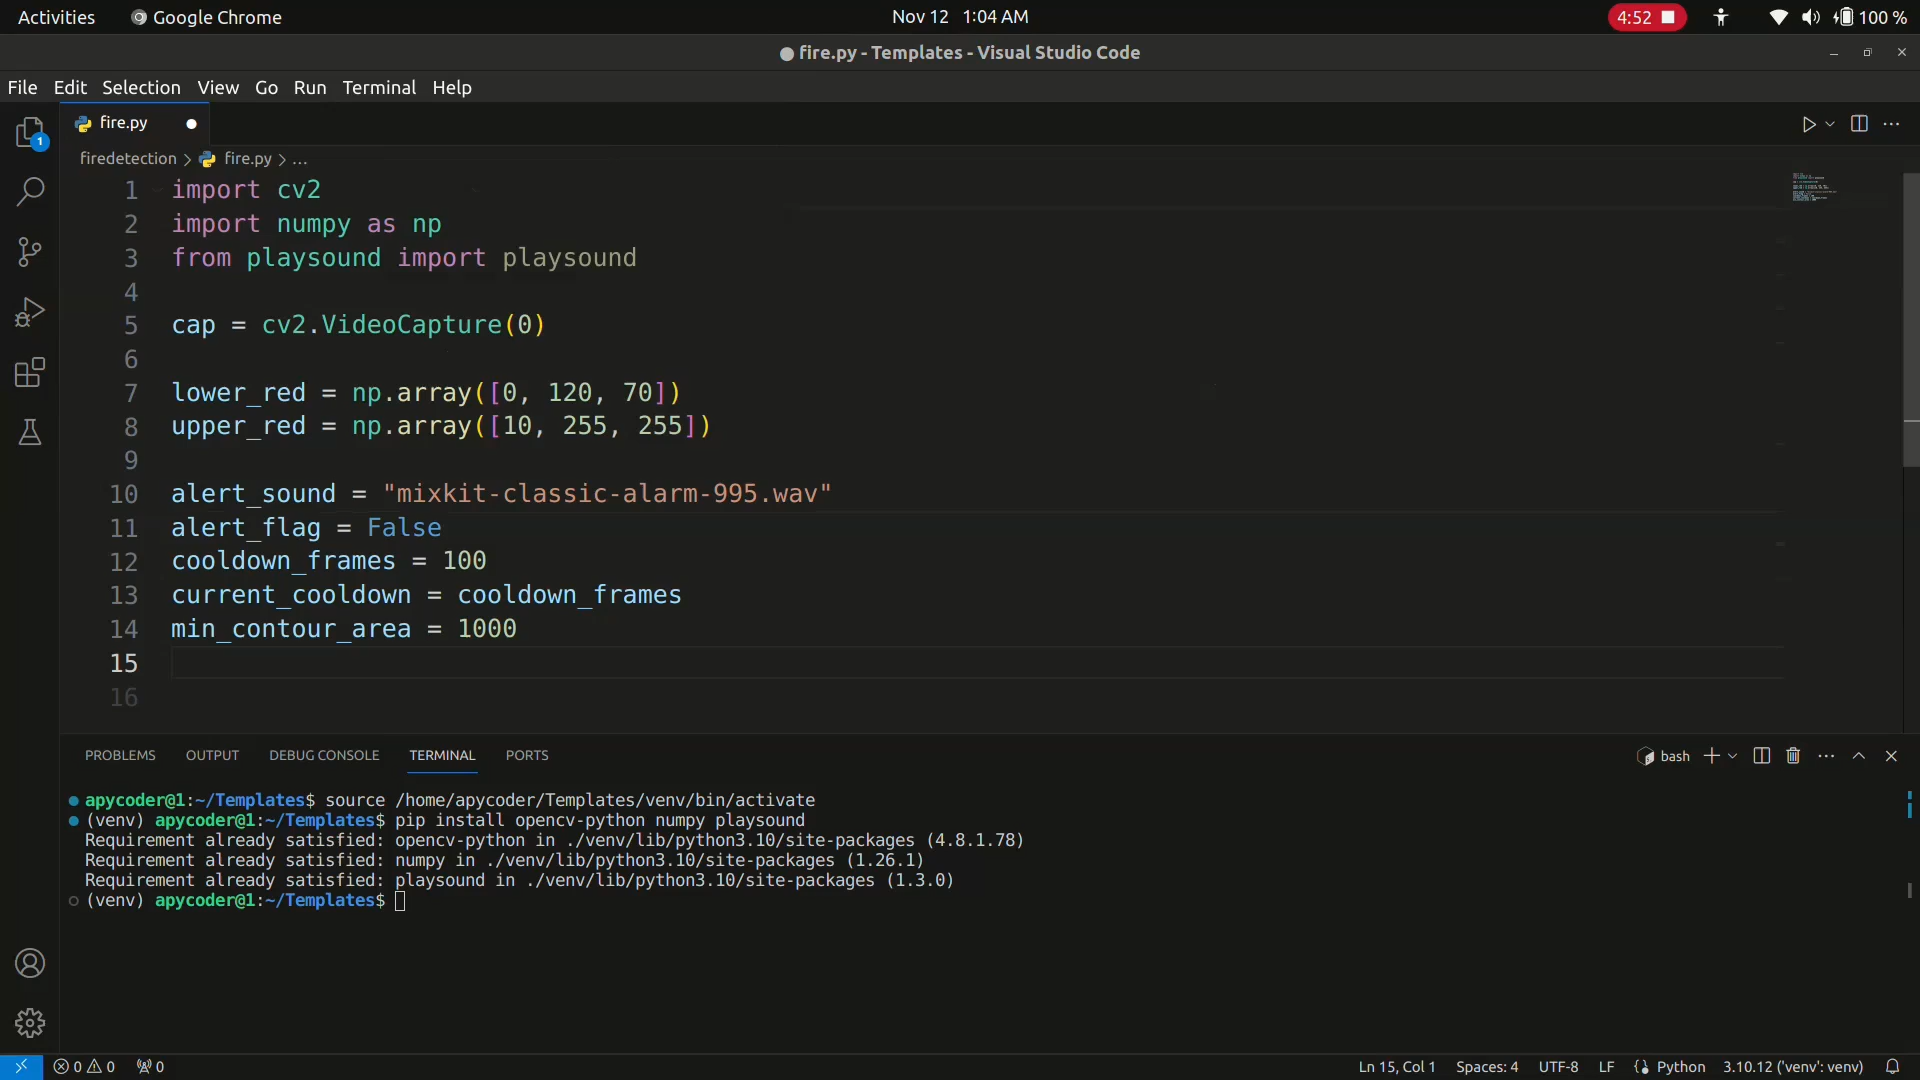 Activities Google Chrome Nov 12 1:04 AM 4:52 100 %
fire.py - Templates - Visual Studio Code
File Edit Selection View Go Run Terminal Help
1
fire.py
firedetection > fire.py > ...
1 import cv2
2 import numpy as np
3 from playsound import playsound
4
5 cap = cv2.VideoCapture(0)
6
7 lower_red = np.array([0, 120, 70])
8 upper_red = np.array([10, 255, 255])
9
10 alert_sound = "mixkit-classic-alarm-995.wav"
11 alert_flag = False
12 cooldown_frames = 100
13 current_cooldown = cooldown_frames
14 min_contour_area = 1000
15
16
PROBLEMS OUTPUT DEBUG CONSOLE TERMINAL PORTS bash
apycoder@1:~/Templates$ source /home/apycoder/Templates/venv/bin/activate
(venv) apycoder@1:~/Templates$ pip install opencv-python numpy playsound
Requirement already satisfied: opencv-python in ./venv/lib/python3.10/site-packages (4.8.1.78)
Requirement already satisfied: numpy in ./venv/lib/python3.10/site-packages (1.26.1)
Requirement already satisfied: playsound in ./venv/lib/python3.10/site-packages (1.3.0)
(venv) apycoder@1:~/Templates$
0 0 0 Ln 15, Col 1 Spaces: 4 UTF-8 LF Python 3.10.12 ('venv': venv)